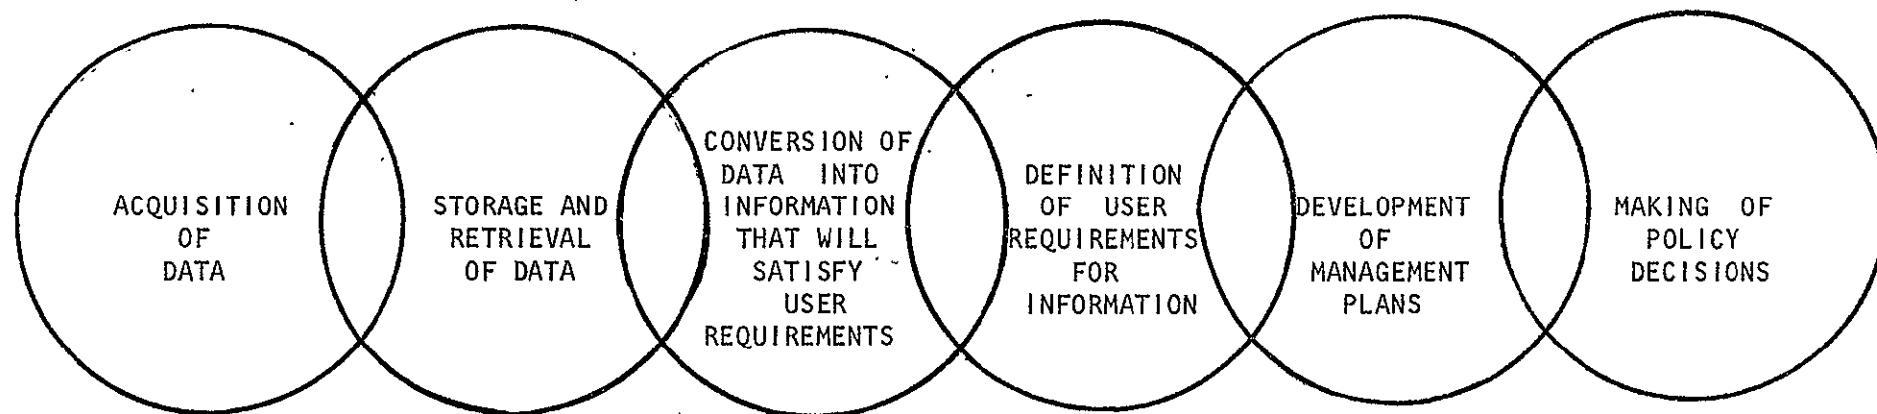 ACQUISITION
OF
DATA
STORAGE AND
RETRIEVAL
OF DATA
CONVERSION OF
DATA INTO
INFORMATION
THAT WILL
SATISFY
USER
REQUIREMENTS
DEFINITION
OF USER
REQUIREMENTS
FOR
INFORMATION
DEVELOPMENT
OF
MANAGEMENT
PLANS
MAKING OF
POLICY
DECISIONS